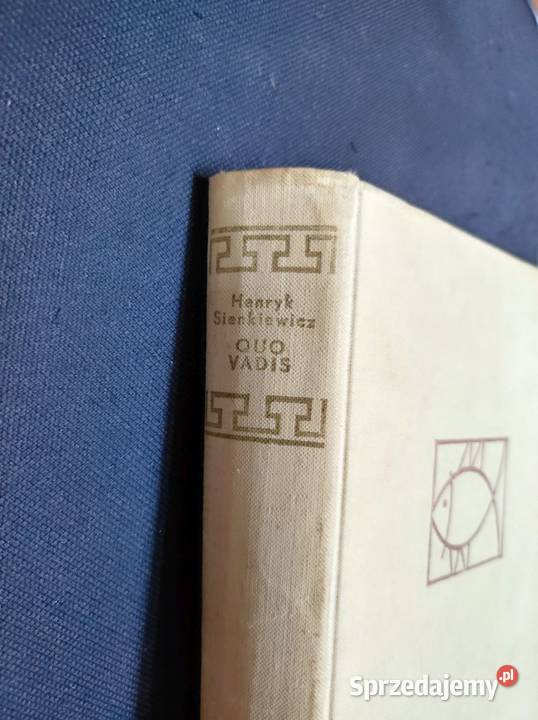 Henryk
Sienkiewicz
QUO
VADIS
Sprzedajemy.pl